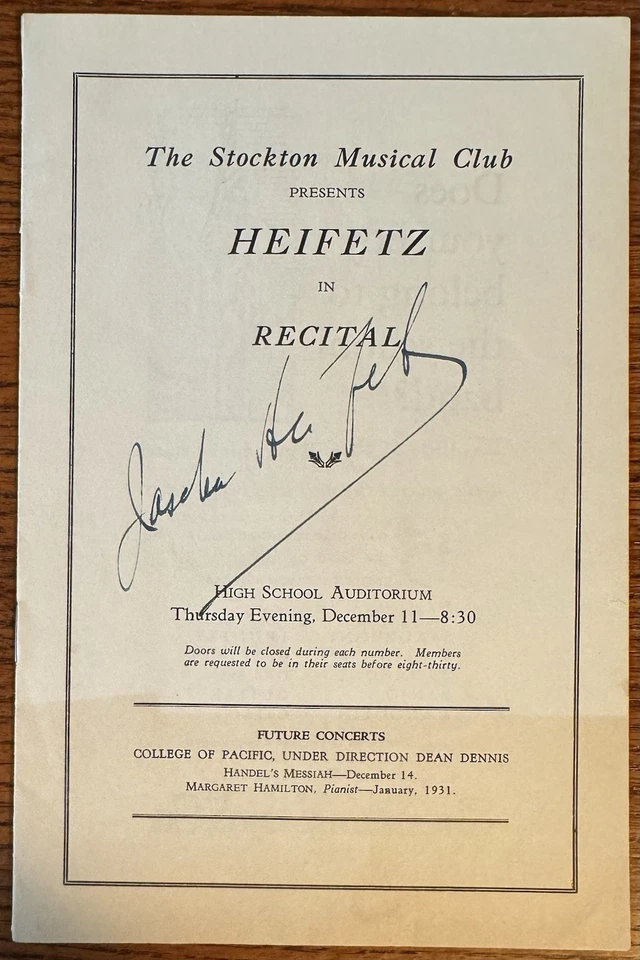 The Stockton Musical Club
PRESENTS
HEIFETZ
IN
RECITAL
Jascha Heifetz
HIGH SCHOOL AUDITORIUM
Thursday Evening, December 11—8:30
Doors will be closed during each number. Members
are requested to be in their seats before eight-thirty.
FUTURE CONCERTS
COLLEGE OF PACIFIC, UNDER DIRECTION DEAN DENNIS
HANDEL'S MESSIAH—December 14.
MARGARET HAMILTON, Pianist—January, 1931.